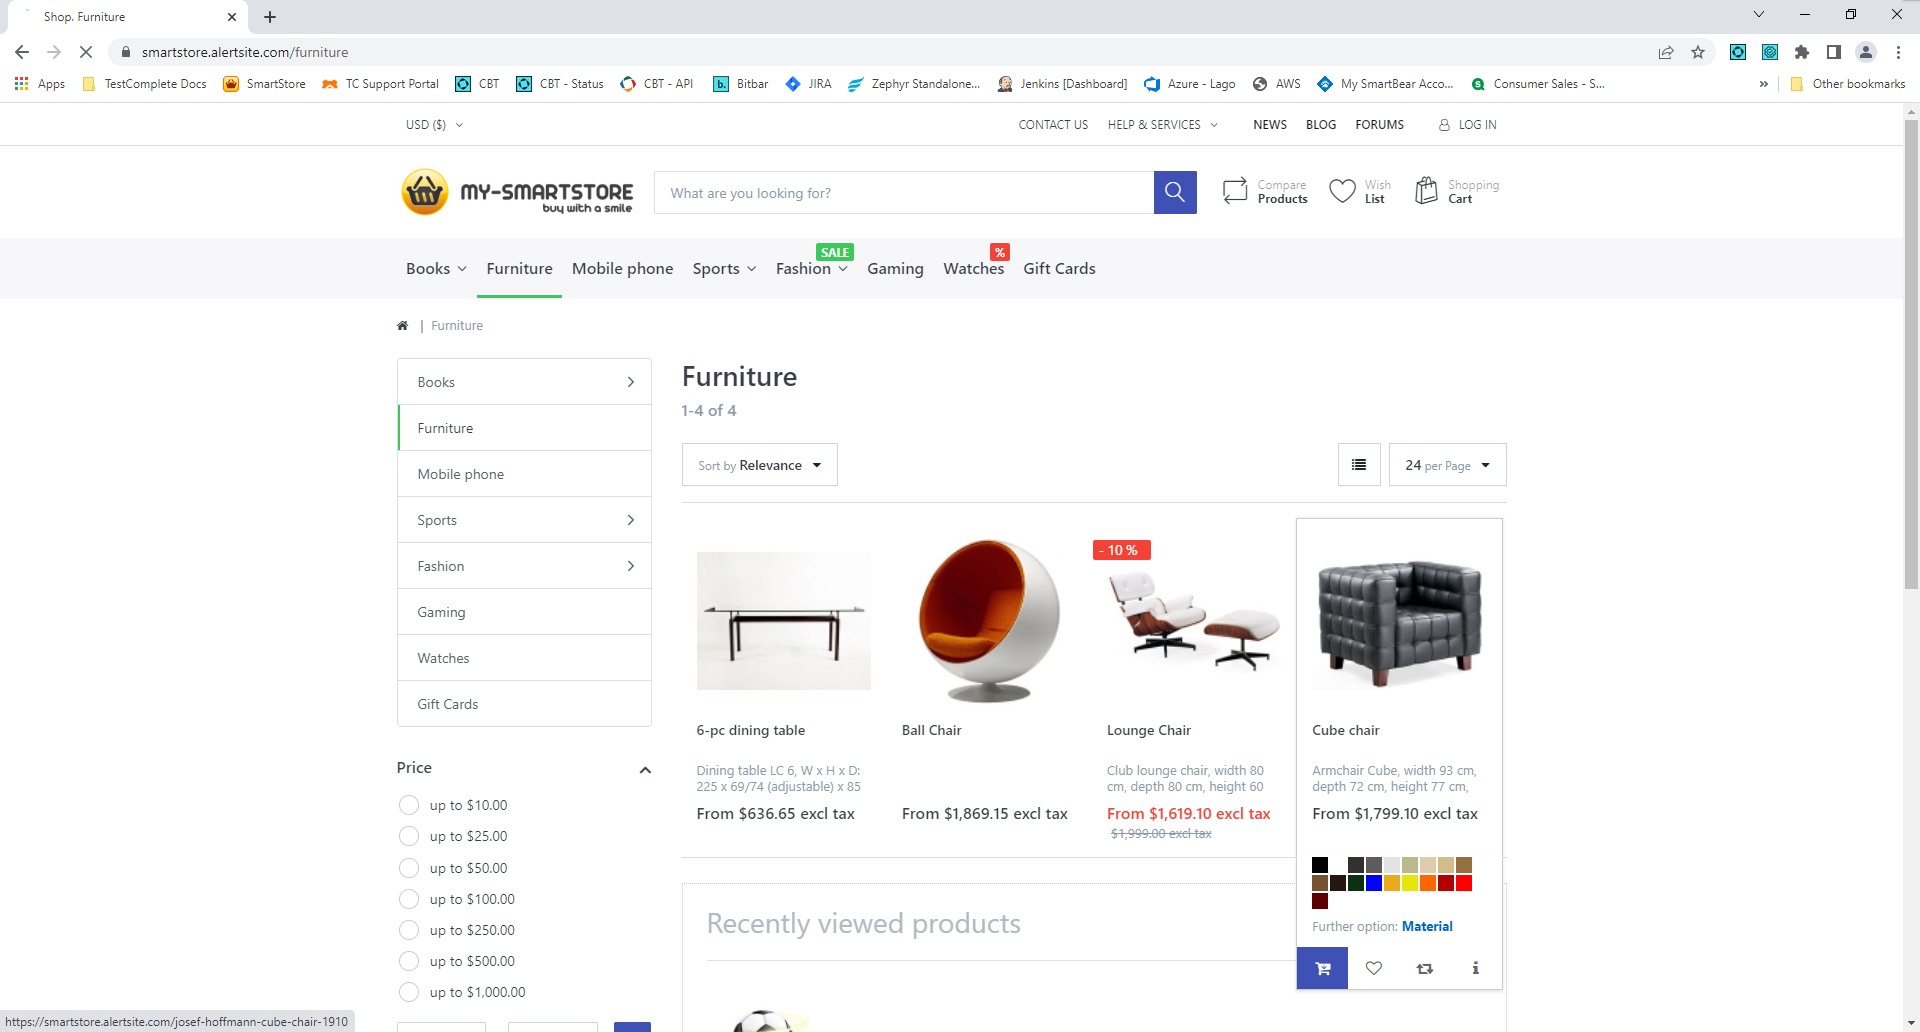 Shop. Furniture
smartstore.alertsite.com/furniture
Apps TestComplete Docs SmartStore TC Support Portal CBT CBT - Status CBT - API b. Bitbar JIRA Zephyr Standalone... Jenkins [Dashboard] Azure - Lago AWS My SmartBear Acco... Consumer Sales - S... » Other bookmarks
USD ($) CONTACT US HELP & SERVICES NEWS BLOG FORUMS LOG IN
MY-SMARTSTORE
buy with a smile
What are you looking for?
Compare
Products
Wish
List
Shopping
Cart
SALE %
Books Furniture Mobile phone Sports Fashion Gaming Watches Gift Cards
| Furniture
Books
Furniture
Mobile phone
Sports
Fashion
Gaming
Watches
Gift Cards
Price
up to $10.00
up to $25.00
up to $50.00
up to $100.00
up to $250.00
up to $500.00
up to $1,000.00
Furniture
1-4 of 4
Sort by Relevance 24 per Page
6-pc dining table
Dining table LC 6, W x H x D:
225 x 69/74 (adjustable) x 85
From $636.65 excl tax
Ball Chair
From $1,869.15 excl tax
- 10 %
Lounge Chair
Club lounge chair, width 80
cm, depth 80 cm, height 60
From $1,619.10 excl tax
$1,999.00 excl tax
Cube chair
Armchair Cube, width 93 cm,
depth 72 cm, height 77 cm,
From $1,799.10 excl tax
Further option: Material
Recently viewed products
https://smartstore.alertsite.com/josef-hoffmann-cube-chair-1910